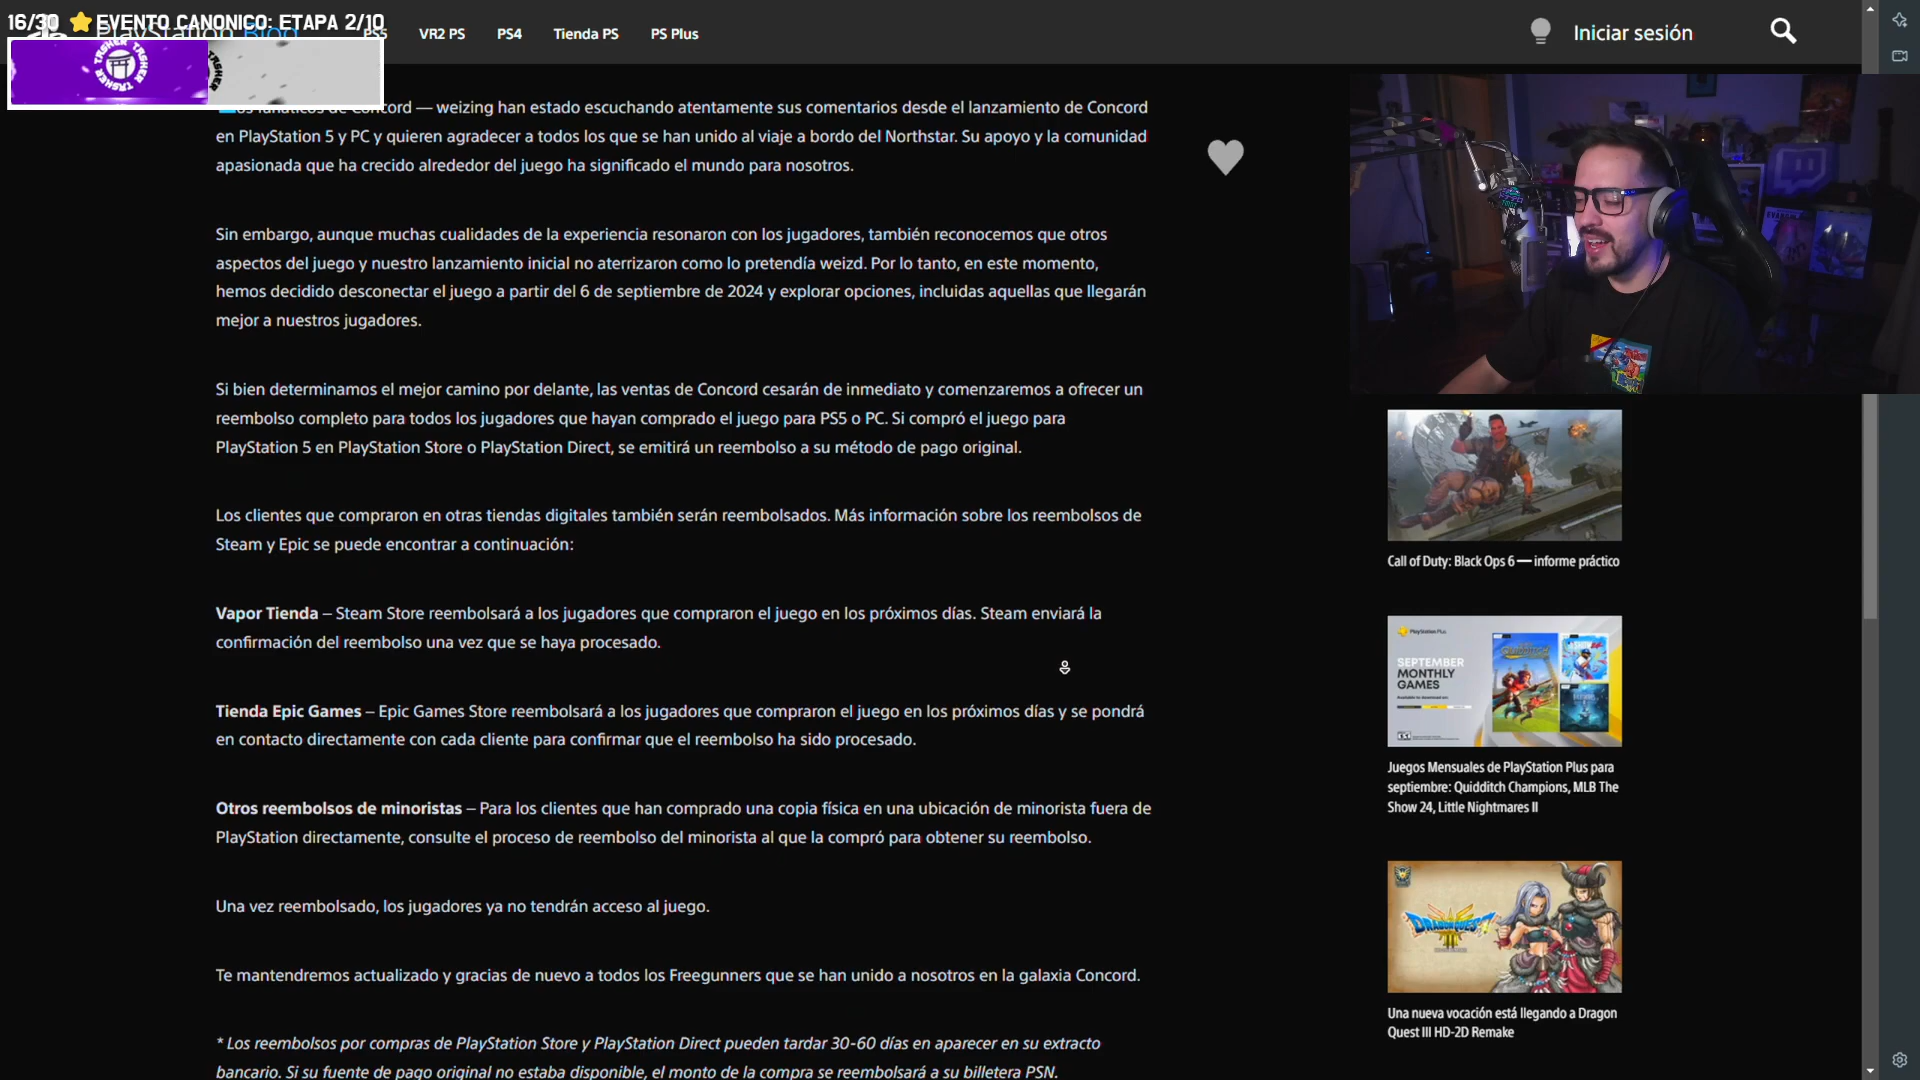 16/30 ⭐ EVENTO CANONICO: ETAPA 2/10
PlayStation Blog
PS5
VR2 PS
PS4
Tienda PS
PS Plus
Iniciar sesión
TASHER TASHER
Concord — weizing han estado escuchando atentamente sus comentarios desde el lanzamiento de Concord
en PlayStation 5 y PC y quieren agradecer a todos los que se han unido al viaje a bordo del Northstar. Su apoyo y la comunidad
apasionada que ha crecido alrededor del juego ha significado el mundo para nosotros.
Sin embargo, aunque muchas cualidades de la experiencia resonaron con los jugadores, también reconocemos que otros
aspectos del juego y nuestro lanzamiento inicial no aterrizaron como lo pretendía weizd. Por lo tanto, en este momento,
hemos decidido desconectar el juego a partir del 6 de septiembre de 2024 y explorar opciones, incluidas aquellas que llegarán
mejor a nuestros jugadores.
Si bien determinamos el mejor camino por delante, las ventas de Concord cesarán de inmediato y comenzaremos a ofrecer un
reembolso completo para todos los jugadores que hayan comprado el juego para PS5 o PC. Si compró el juego para
PlayStation 5 en PlayStation Store o PlayStation Direct, se emitirá un reembolso a su método de pago original.
Los clientes que compraron en otras tiendas digitales también serán reembolsados. Más información sobre los reembolsos de
Steam y Epic se puede encontrar a continuación:
Vapor Tienda – Steam Store reembolsará a los jugadores que compraron el juego en los próximos días. Steam enviará la
confirmación del reembolso una vez que se haya procesado.
Tienda Epic Games – Epic Games Store reembolsará a los jugadores que compraron el juego en los próximos días y se pondrá
en contacto directamente con cada cliente para confirmar que el reembolso ha sido procesado.
Otros reembolsos de minoristas – Para los clientes que han comprado una copia física en una ubicación de minorista fuera de
PlayStation directamente, consulte el proceso de reembolso del minorista al que la compró para obtener su reembolso.
Una vez reembolsado, los jugadores ya no tendrán acceso al juego.
Te mantendremos actualizado y gracias de nuevo a todos los Freegunners que se han unido a nosotros en la galaxia Concord.
* Los reembolsos por compras de PlayStation Store y PlayStation Direct pueden tardar 30-60 días en aparecer en su extracto
bancario. Si su fuente de pago original no estaba disponible, el monto de la compra se reembolsará a su billetera PSN.
Call of Duty: Black Ops 6 — informe práctico
PlayStation Plus
SEPTEMBER
MONTHLY
GAMES
Juegos Mensuales de PlayStation Plus para
septiembre: Quidditch Champions, MLB The
Show 24, Little Nightmares II
DRAGON QUEST
III
Una nueva vocación está llegando a Dragon
Quest III HD-2D Remake